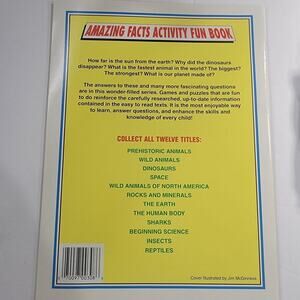 AMAZING FACTS ACTIVITY FUN BOOK
How far is the sun from the earth? Why did the dinosaurs
disappear? What is the fastest animal in the world? The biggest?
The strongest? What is our planet made of?
The answers to these and many more fascinating questions
are in this wonder-filled series. Games and puzzles that are fun
to do reinforce the carefully researched, up-to-date information
contained in the easy to read texts. It is the most enjoyable way
to learn, answer questions, and enhance the skills and
knowledge of every child!
COLLECT ALL TWELVE TITLES:
PREHISTORIC ANIMALS
WILD ANIMALS
DINOSAURS
SPACE
WILD ANIMALS OF NORTH AMERICA
ROCKS AND MINERALS
THE EARTH
THE HUMAN BODY
SHARKS
BEGINNING SCIENCE
INSECTS
REPTILES
Cover Illustrated by Jim McGinness